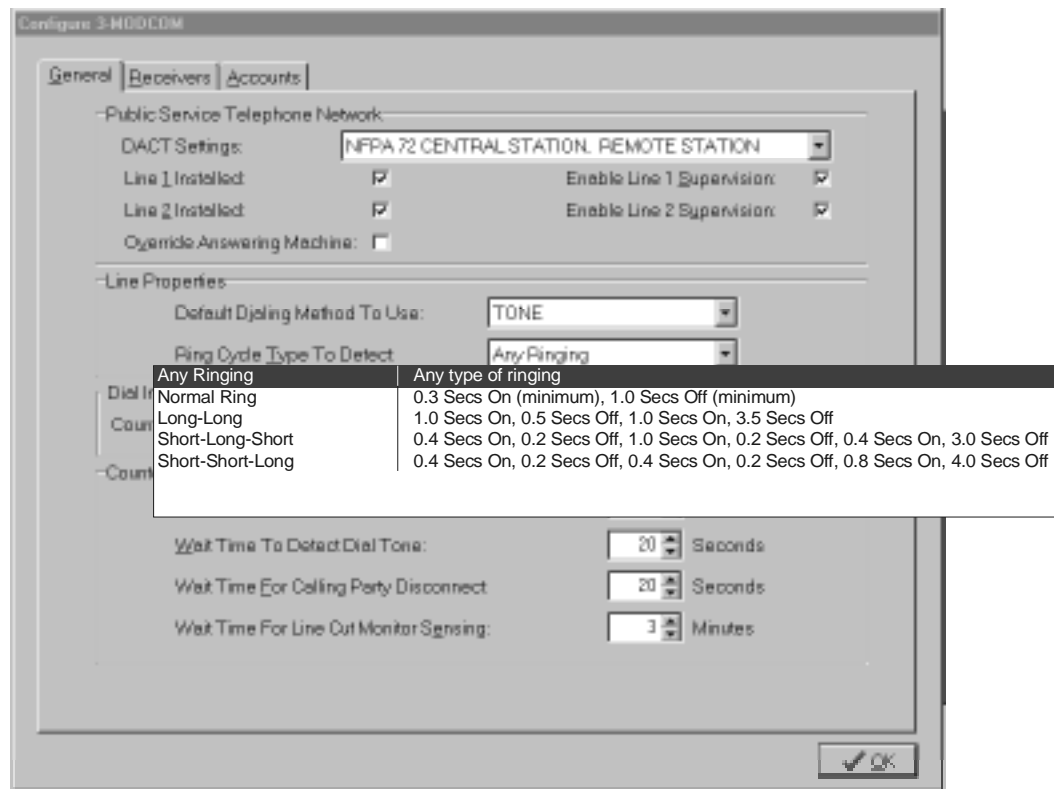 Configure 3-MODCOM
General Receivers Accounts
Public Service Telephone Network
DACT Settings: NFPA 72 CENTRAL STATION, REMOTE STATION
Line 1 Installed: Enable Line 1 Supervision:
Line 2 Installed: Enable Line 2 Supervision:
Override Answering Machine:
Line Properties
Default Dialing Method To Use: TONE
Ring Cycle Type To Detect Any Ringing
Any Ringing Any type of ringing
Dial
Normal Ring 0.3 Secs On (minimum), 1.0 Secs Off (minimum)
Long-Long 1.0 Secs On, 0.5 Secs Off, 1.0 Secs On, 3.5 Secs Off
Short-Long-Short 0.4 Secs On, 0.2 Secs Off, 1.0 Secs On, 0.2 Secs Off, 0.4 Secs On, 3.0 Secs Off
Short-Short-Long 0.4 Secs On, 0.2 Secs Off, 0.4 Secs On, 0.2 Secs Off, 0.8 Secs On, 4.0 Secs Off
Wait Time To Detect Dial Tone: 20 Seconds
Wait Time For Calling Party Disconnect 20 Seconds
Wait Time For Line Cut Monitor Sensing: 3 Minutes
OK